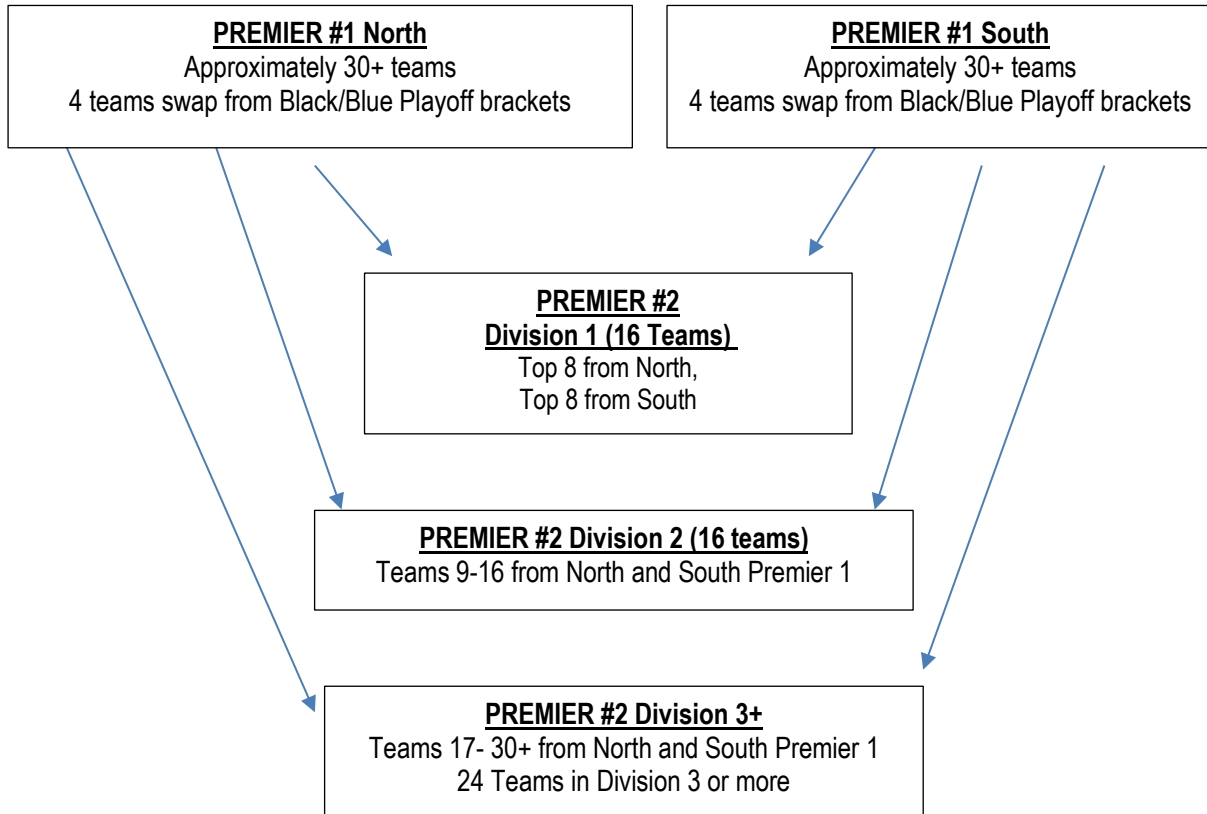 PREMIER #1 North
Approximately 30+ teams
4 teams swap from Black/Blue Playoff brackets
PREMIER #1 South
Approximately 30+ teams
4 teams swap from Black/Blue Playoff brackets
PREMIER #2
Division 1 (16 Teams)
Top 8 from North,
Top 8 from South
PREMIER #2 Division 2 (16 teams)
Teams 9-16 from North and South Premier 1
PREMIER #2 Division 3+
Teams 17- 30+ from North and South Premier 1
24 Teams in Division 3 or more